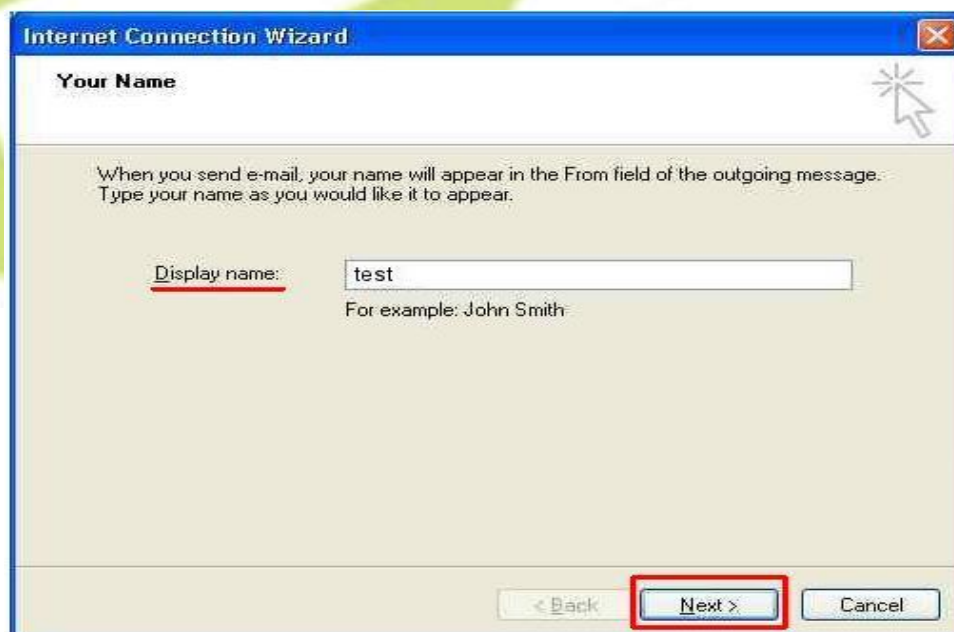 Internet Connection Wizard
Your Name
When you send e-mail, your name will appear in the From field of the outgoing message.
Type your name as you would like it to appear.
Display name: test
For example: John Smith
< Back Next > Cancel